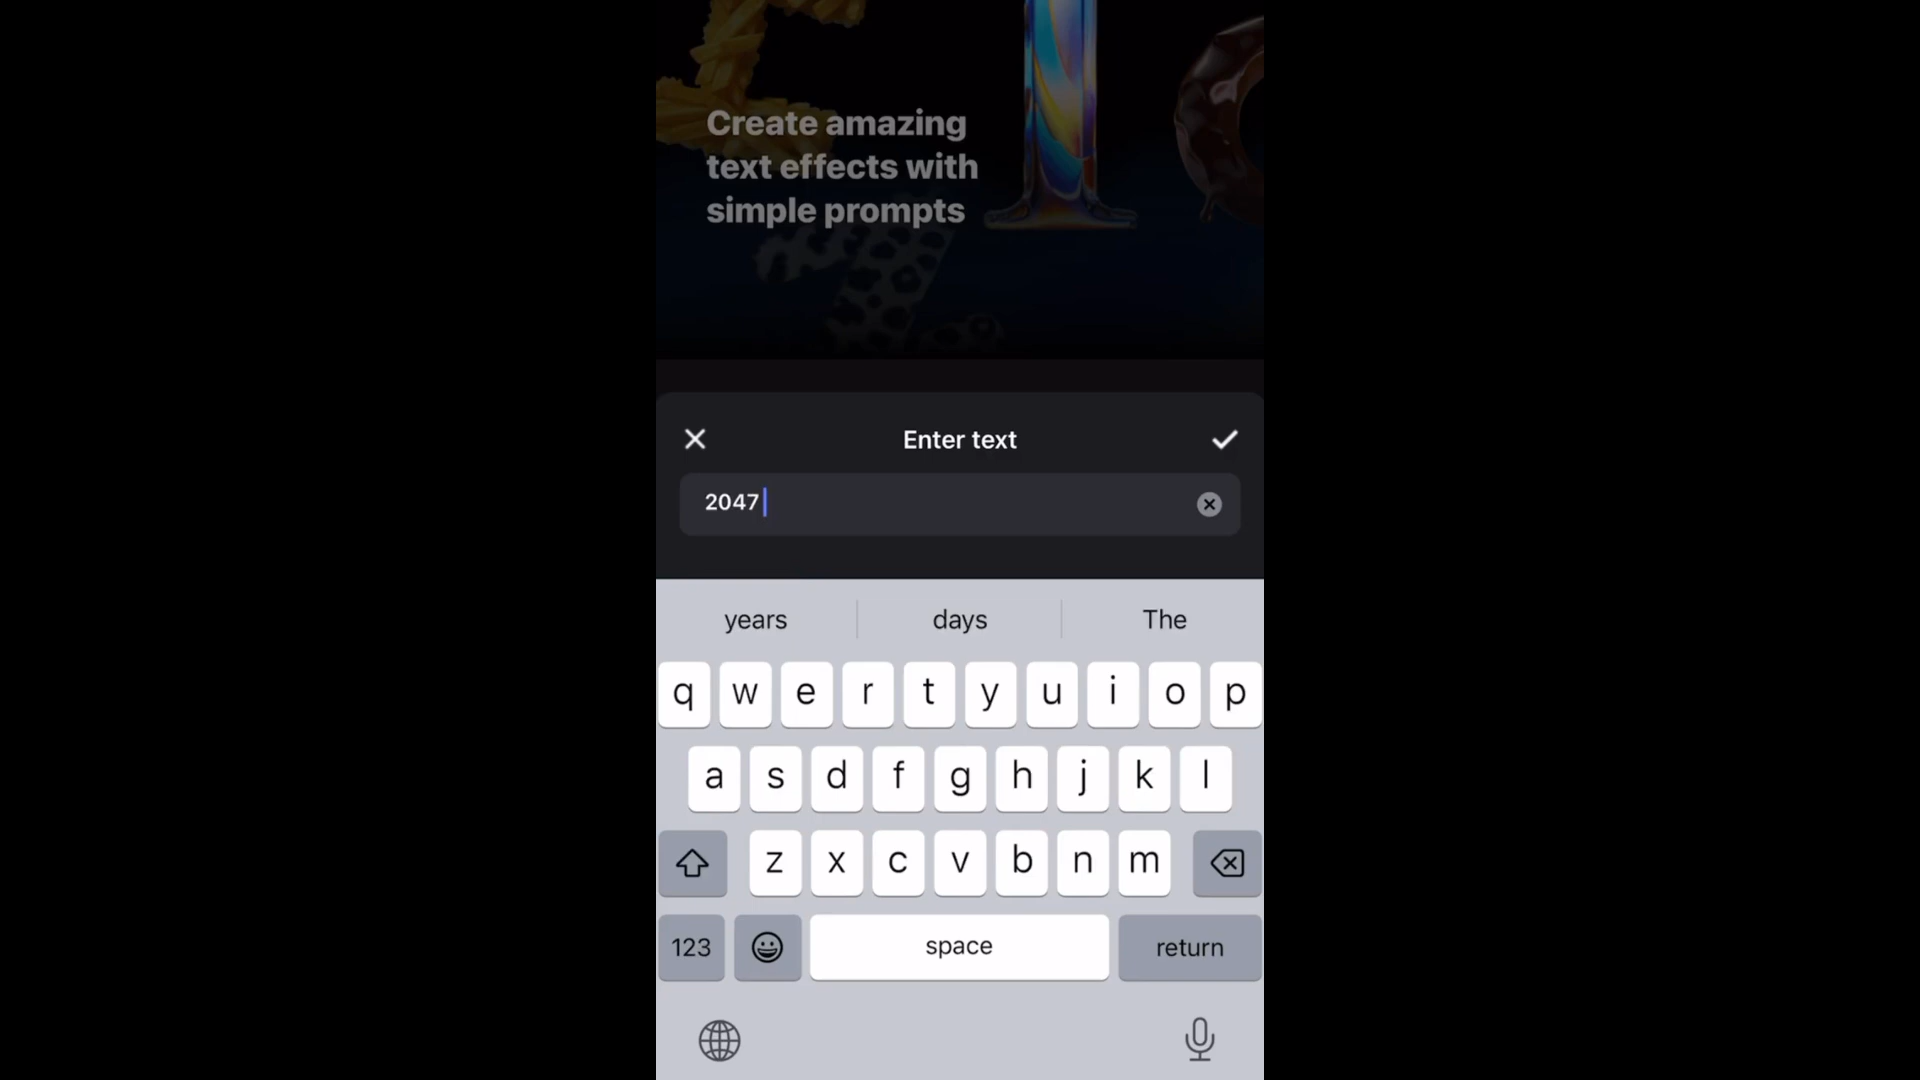 Create amazing
text effects with
simple prompts
Enter text
2047
years days The
q w e r t y u i o p
a s d f g h j k l
z x c v b n m
123 space return